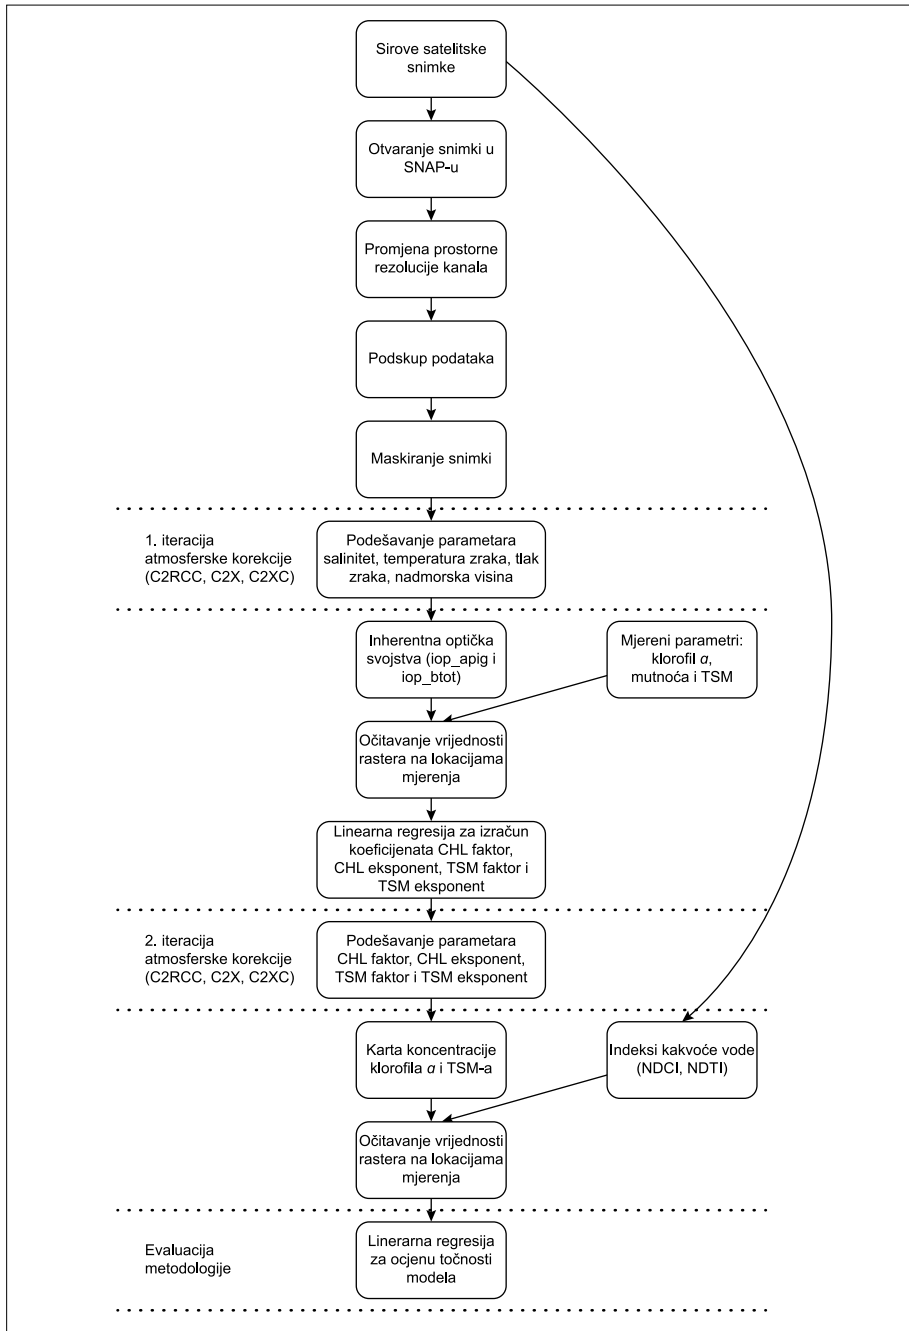 Sirove satelitske
snimke
Otvaranje snimki u
SNAP-u
Promjena prostorne
rezolucije kanala
Podskup podataka
Maskiranje snimki
1. iteracija
atmosferske korekcije
(C2RCC, C2X, C2XC)
Podešavanje parametara
salinitet, temperatura zraka, tlak
zraka, nadmorska visina
Inherentna optička
svojstva (iop_apig i
iop_btot)
Mjereni parametri:
klorofil α,
mutnoća i TSM
Očitavanje vrijednosti
rastera na lokacijama
mjerenja
Linearna regresija za izračun
koeficijenata CHL faktor,
CHL eksponent, TSM faktor i
TSM eksponent
2. iteracija
atmosferske korekcije
(C2RCC, C2X, C2XC)
Podešavanje parametara
CHL faktor, CHL eksponent,
TSM faktor i TSM eksponent
Karta koncentracije
klorofila α i TSM-a
Indeksi kakvoće vode
(NDCI, NDTI)
Očitavanje vrijednosti
rastera na lokacijama
mjerenja
Evaluacija
metodologije
Linerarna regresija
za ocjenu točnosti
modela